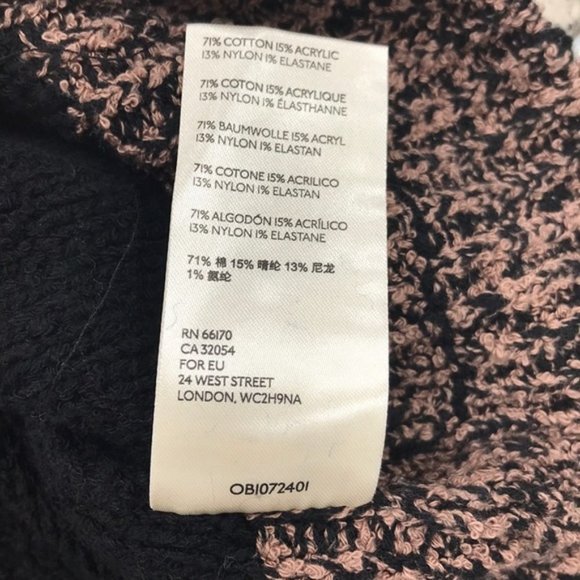 71% COTTON 15% ACRYLIC
13% NYLON 1% ELASTANE
71% COTON 15% ACRYLIQUE
13% NYLON 1% ÉLASTHANNE
71% BAUMWOLLE 15% ACRYL
13% NYLON 1% ELASTAN
71% COTONE 15% ACRILICO
13% NYLON 1% ELASTAN
71% ALGODÓN 15% ACRÍLICO
13% NYLON 1% ELASTANE
71% 棉 15% 晴纶 13% 尼龙
1% 氨纶
RN 66170
CA 32054
FOR EU
24 WEST STREET
LONDON, WC2H9NA
OB1072401